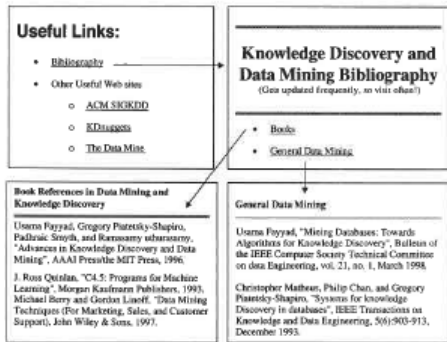 Useful Links:
Bibliography
Other Useful Web sites
ACM SIGKDD
KDnuggets
The Data Mine
Knowledge Discovery and
Data Mining Bibliography
(Gets updated frequently, so visit often!)
Books
General Data Mining
Book References in Data Mining and
Knowledge Discovery
Usama Fayyad, Gregory Piatetsky-Shapiro,
Padhraic Smyth, and Ramasamy uthurasamy,
"Advances in Knowledge Discovery and Data
Mining", AAAI Press/the MIT Press, 1996.
J. Ross Quinlan, "C4.5: Programs for Machine
Learning", Morgan Kaufmann Publishers, 1993.
Michael Berry and Gordon Linoff, "Data Mining
Techniques (For Marketing, Sales, and Customer
Support), John Wiley & Sons, 1997.
General Data Mining
Usama Fayyad, "Mining Databases: Towards
Algorithms for Knowledge Discovery", Bulletin of
the IEEE Computer Society Technical Committee
on data Engineering, vol. 21, no. 1, March 1998.
Christopher Matheus, Philip Chan, and Gregory
Piatetsky-Shapiro, "Systems for knowledge
Discovery in databases", IEEE Transactions on
Knowledge and Data Engineering, 5(6):903-913,
December 1993.